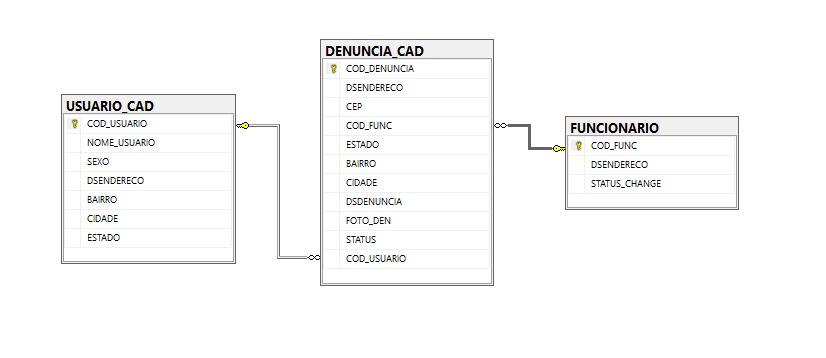 USUARIO_CAD
COD_USUARIO
NOME_USUARIO
SEXO
DSENDERECO
BAIRRO
CIDADE
ESTADO
DENUNCIA_CAD
COD_DENUNCIA
DSENDERECO
CEP
COD_FUNC
ESTADO
BAIRRO
CIDADE
DSDENUNCIA
FOTO_DEN
STATUS
COD_USUARIO
FUNCIONARIO
COD_FUNC
DSENDERECO
STATUS_CHANGE